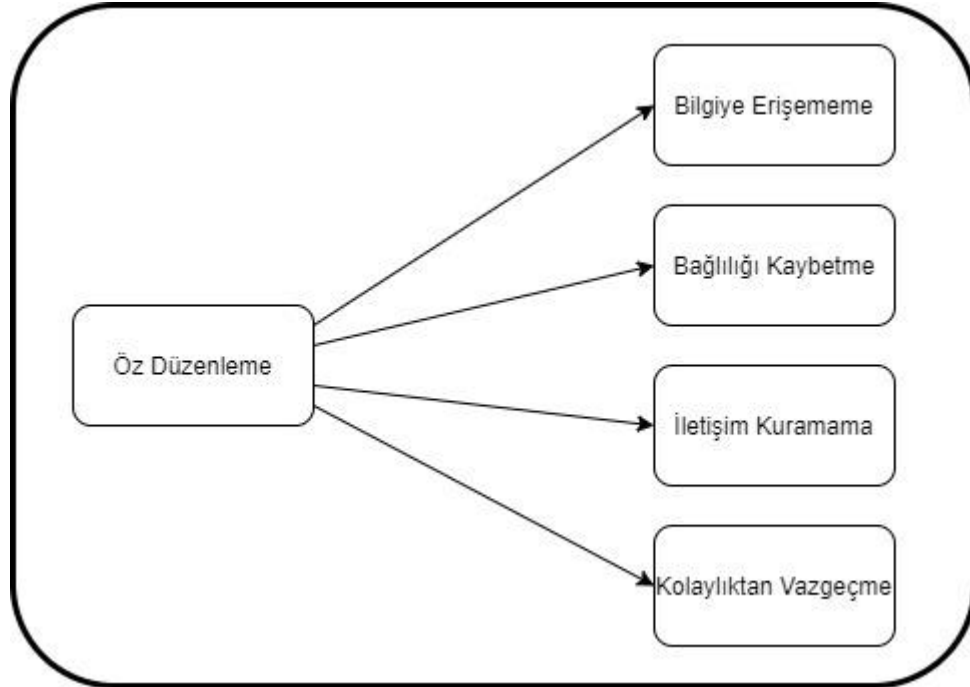 Bilgiye Erişememe
Bağlılığı Kaybetme
Öz Düzenleme
İletişim Kuramama
Kolaylıktan Vazgeçme